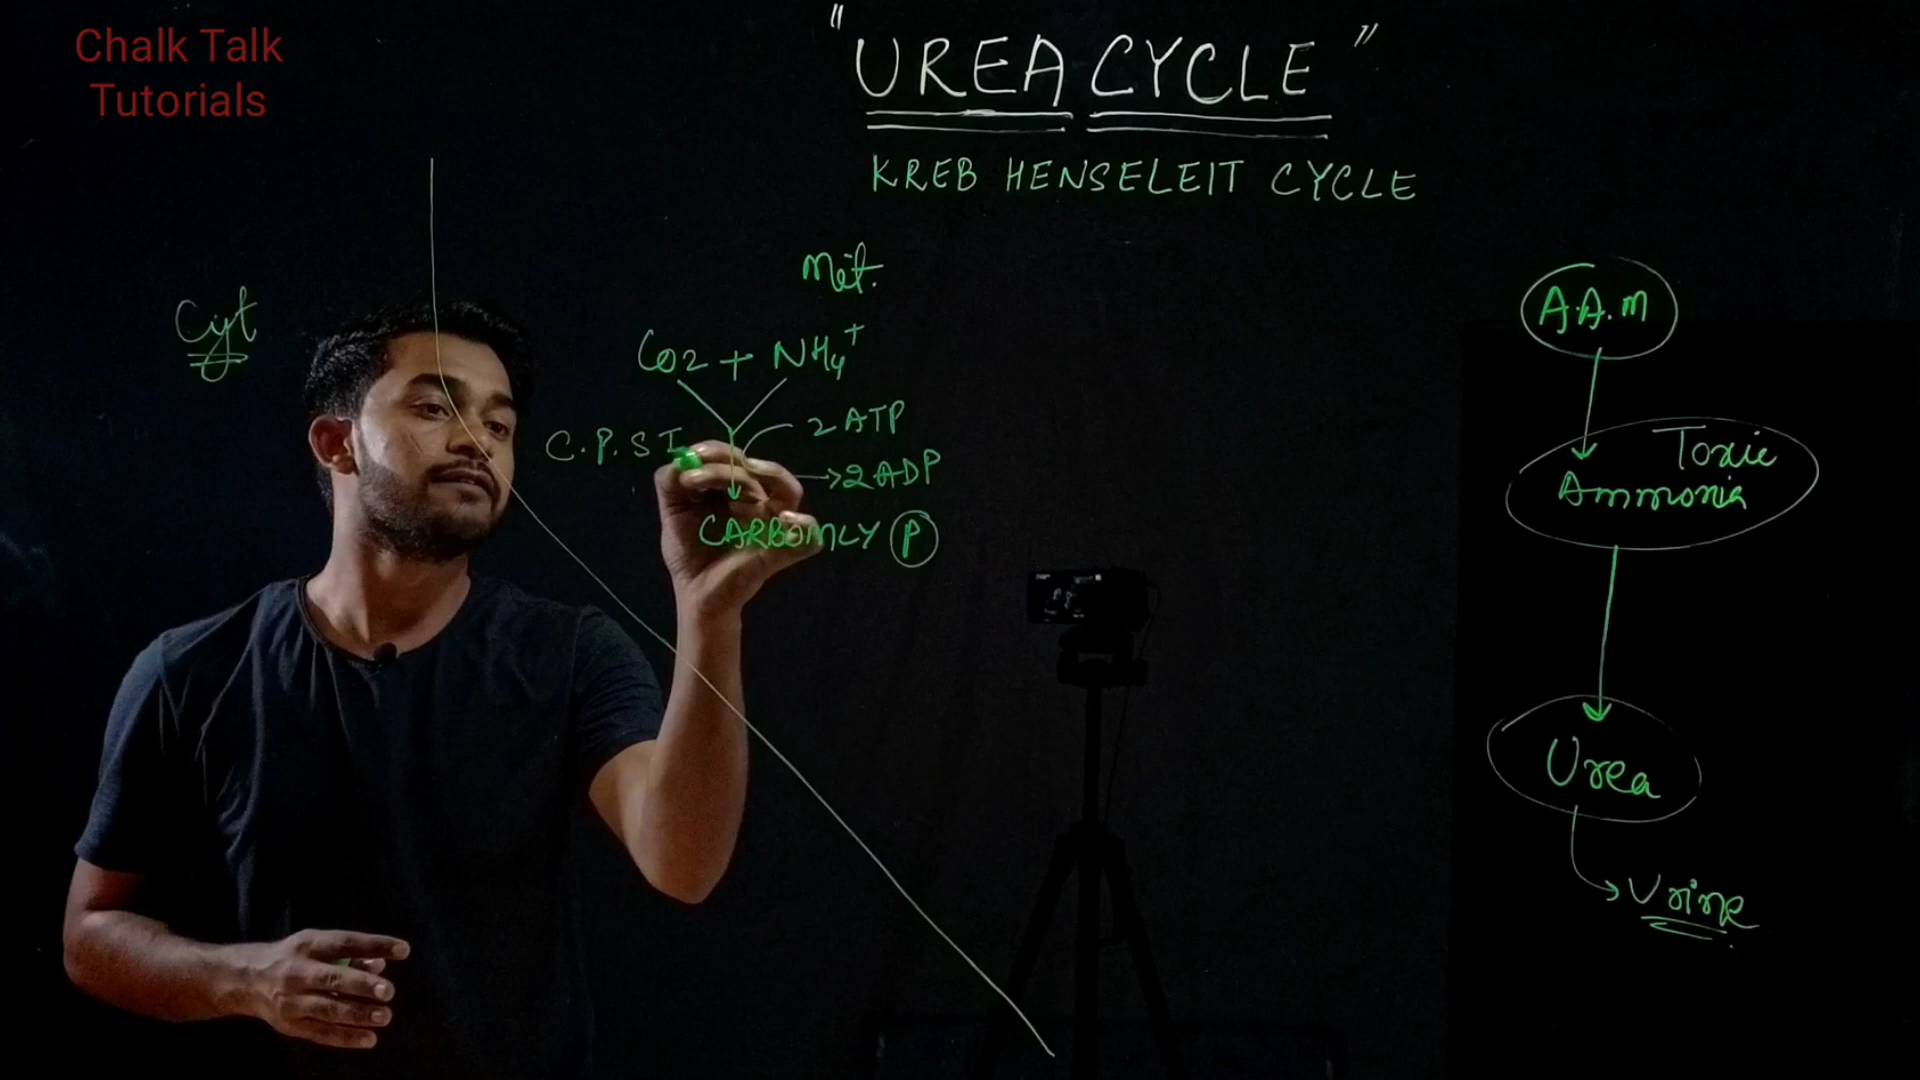 Chalk Talk
Tutorials
"UREA CYCLE"
KREB HENSELEIT CYCLE
Cyt
Mit.
CO2 + NH4+
C.P.S I
2 ATP
2 ADP
CARBOMLY P
A.A.M
Toxic
Ammonia
Urea
Urine